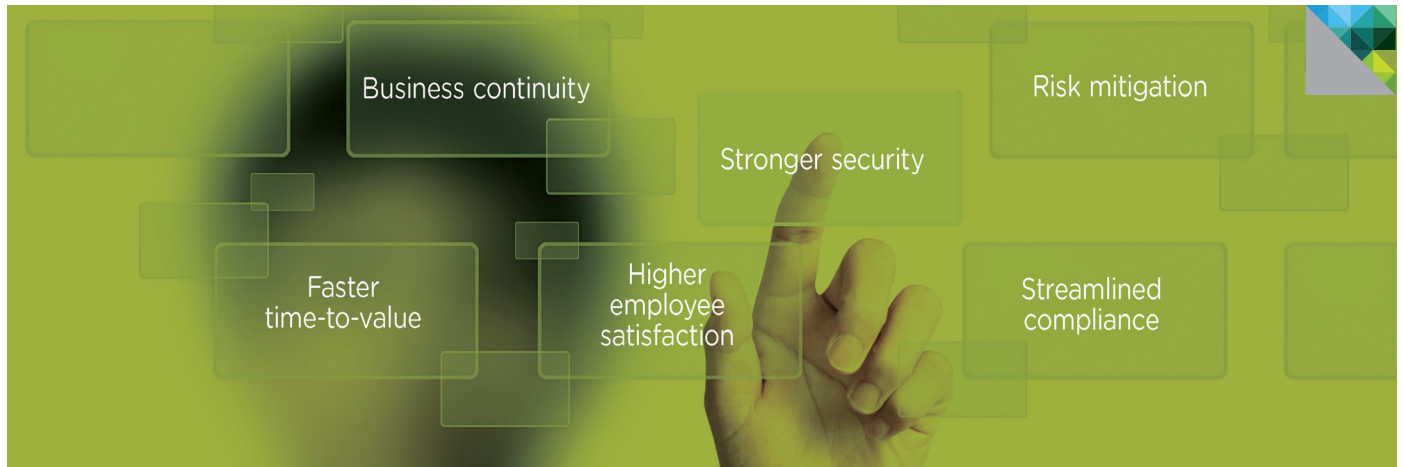 Business continuity
Risk mitigation
Stronger security
Faster
time-to-value
Higher
employee
satisfaction
Streamlined
compliance